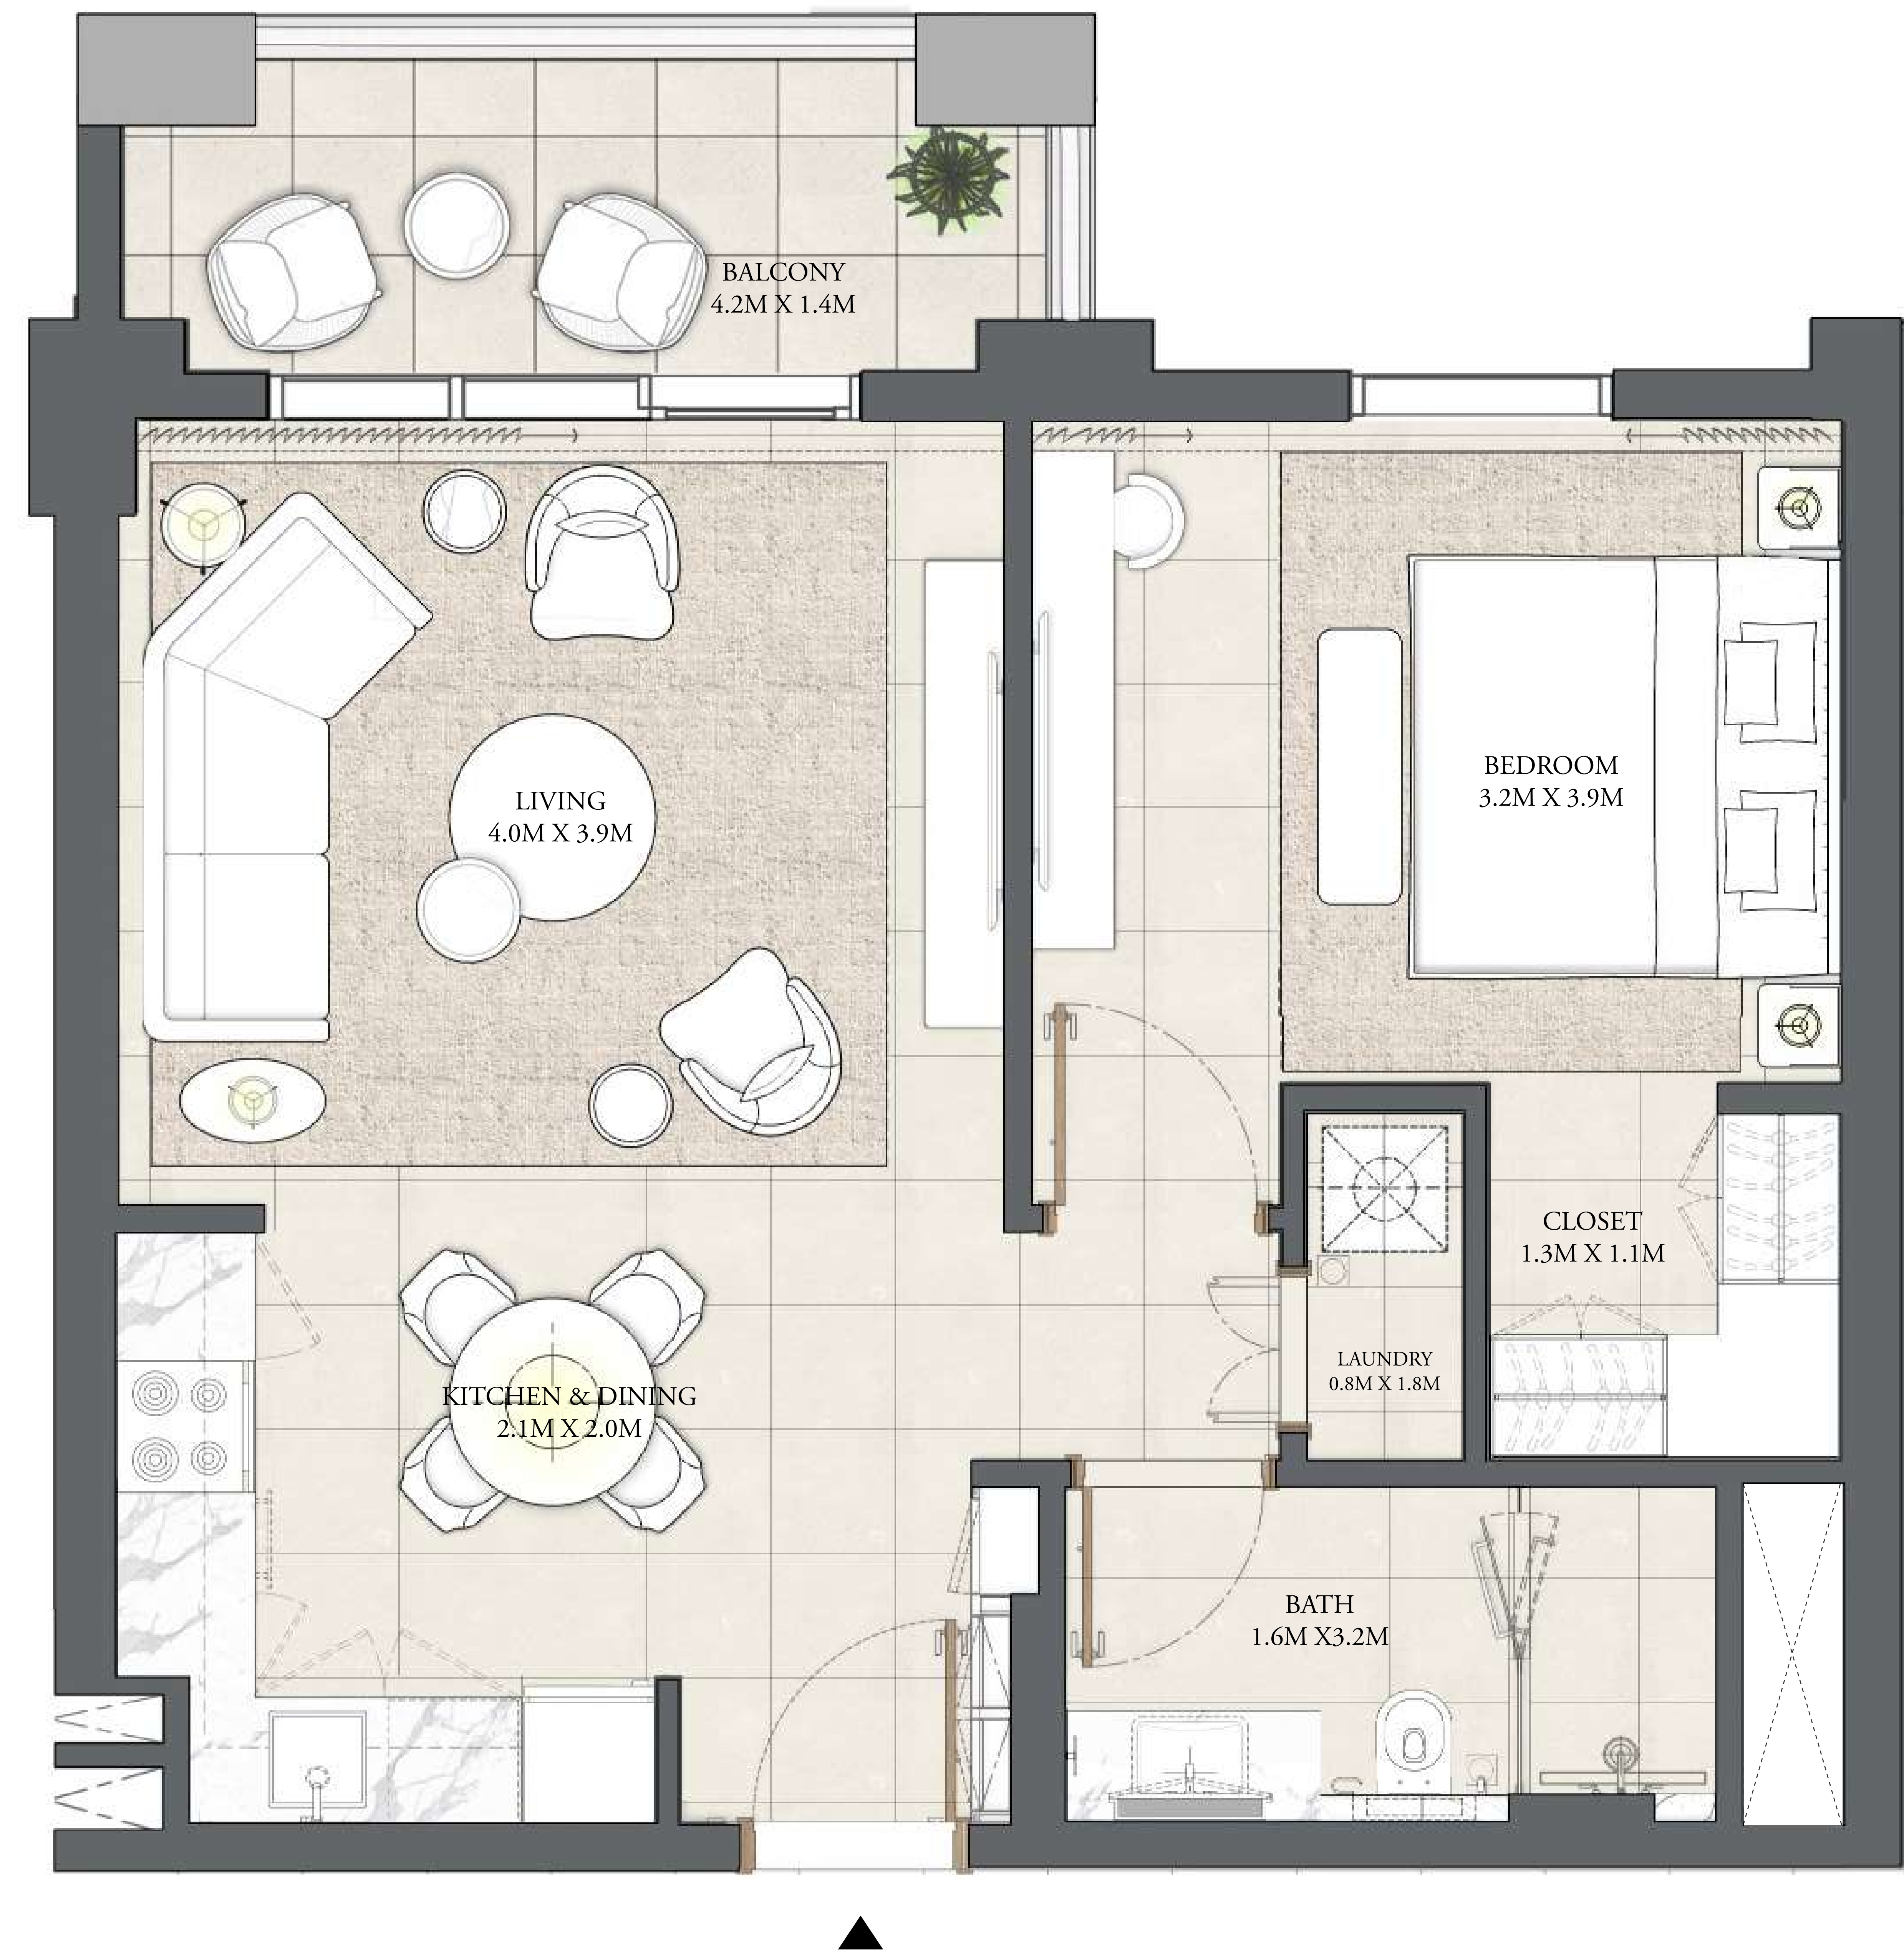 BALCONY
4.2M X 1.4M
LIVING
4.0M X 3.9M
BEDROOM
3.2M X 3.9M
CLOSET
1.3M X 1.1M
LAUNDRY
0.8M X 1.8M
KITCHEN & DINING
2.1M X 2.0M
BATH
1.6M X3.2M